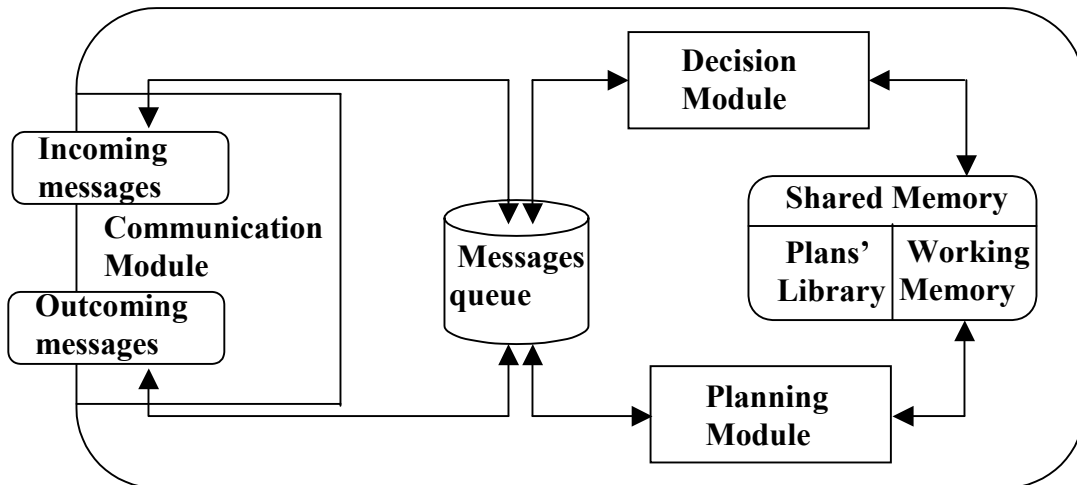 Decision
Module
Incoming
messages
Communication
Module
Outcoming
messages
Messages
queue
Shared Memory
Plans’
Library
Working
Memory
Planning
Module